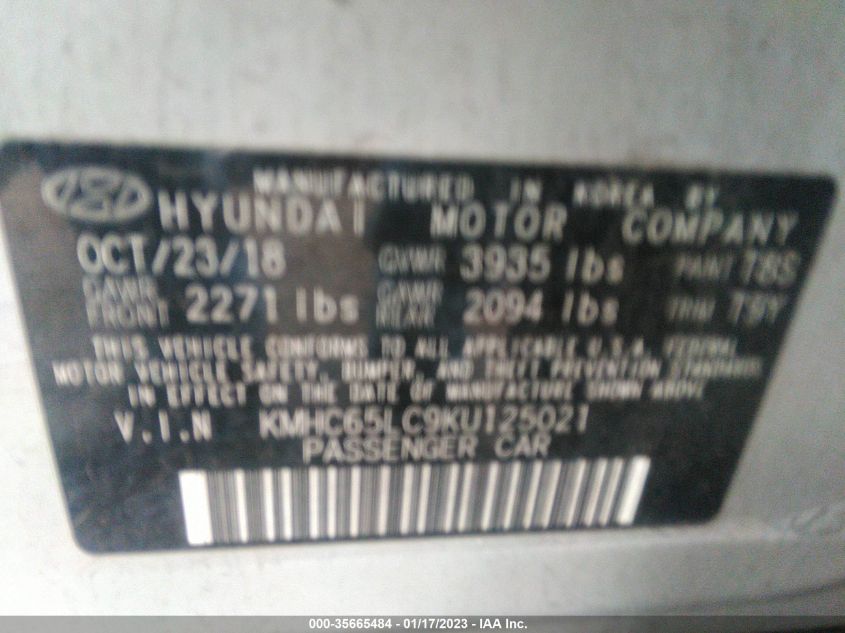 MANUFACTURED IN KOREA BY
HYUNDAI MOTOR COMPANY
OCT/23/18 GVWR 3935 lbs PAINT T8S
GAWR FRONT 2271 lbs GAWR REAR 2094 lbs TRIM
THIS VEHICLE CONFORMS TO ALL APPLICABLE U.S.A. FEDERAL
MOTOR VEHICLE SAFETY, BUMPER, AND THEFT PREVENTION STANDARDS
IN EFFECT ON THE DATE OF MANUFACTURE SHOWN ABOVE
V.I.N KMHC65LC9KU125021
PASSENGER CAR
000-35665484 - 01/17/2023 - IAA Inc.